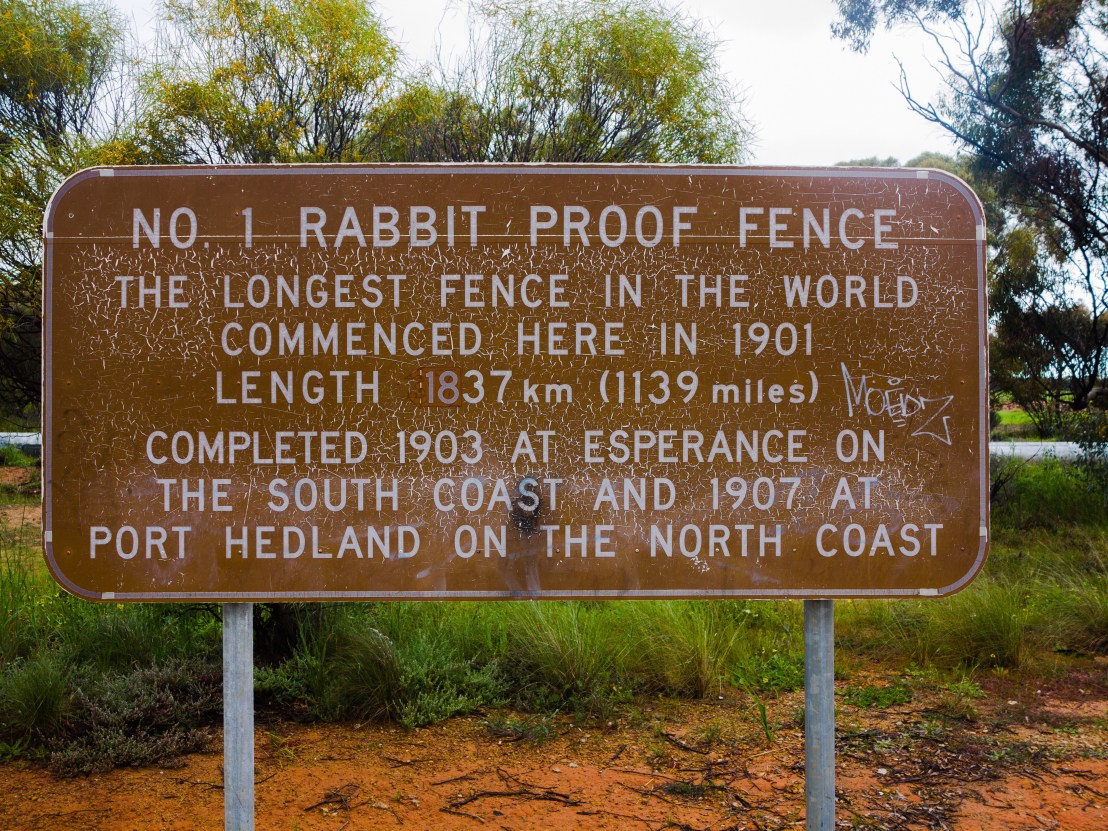 NO. 1 RABBIT PROOF FENCE
THE LONGEST FENCE IN THE WORLD
COMMENCED HERE IN 1901
LENGTH 1837 km (1139 miles)
COMPLETED 1903 AT ESPERANCE ON
THE SOUTH COAST AND 1907 AT
PORT HEDLAND ON THE NORTH COAST